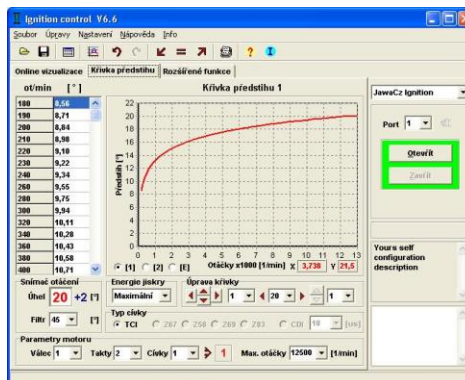 Ignition control V6.6
Soubor Úpravy Nastavení Nápověda Info
Online vizualizace Křivka předstihu Rozšířené funkce
ot/min [°]
180 8,56
190 8,71
200 8,84
210 8,98
220 9,10
230 9,22
240 9,34
260 9,55
280 9,75
300 9,94
320 10,11
340 10,28
360 10,43
380 10,58
400 10,71
Křivka předstihu 1
Předstih [°]
22
20
18
16
14
12
10
8
6
4
2
0
0 1 2 3 4 5 6 7 8 9 10 11 12 13
[1] [2] [E] Otáčky x1000 [1/min] X 3,738 Y 21,5
JawaCz Ignition
Port 1
Otevřít
Zavřít
Yours self
configuration
description
Snímač otáčení
Úhel 20 +2 [°]
Filtr 45 [°]
Energie jiskry
Maximální
Úprava křivky
1 20 1
Typ cívky
TCI Z87 Z50 Z69 Z83 CDI 10 [us]
Parametry motoru
Válec 1 Takty 2 Cívky 1 1 Max. otáčky 12500 [1/min]